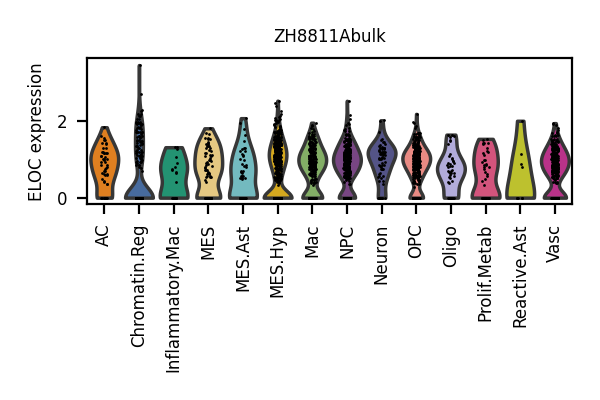 ZH8811Abulk
ELOC expression
2
0
AC
Chromatin.Reg
Inflammatory.Mac
MES
MES.Ast
MES.Hyp
Mac
NPC
Neuron
OPC
Oligo
Prolif.Metab
Reactive.Ast
Vasc